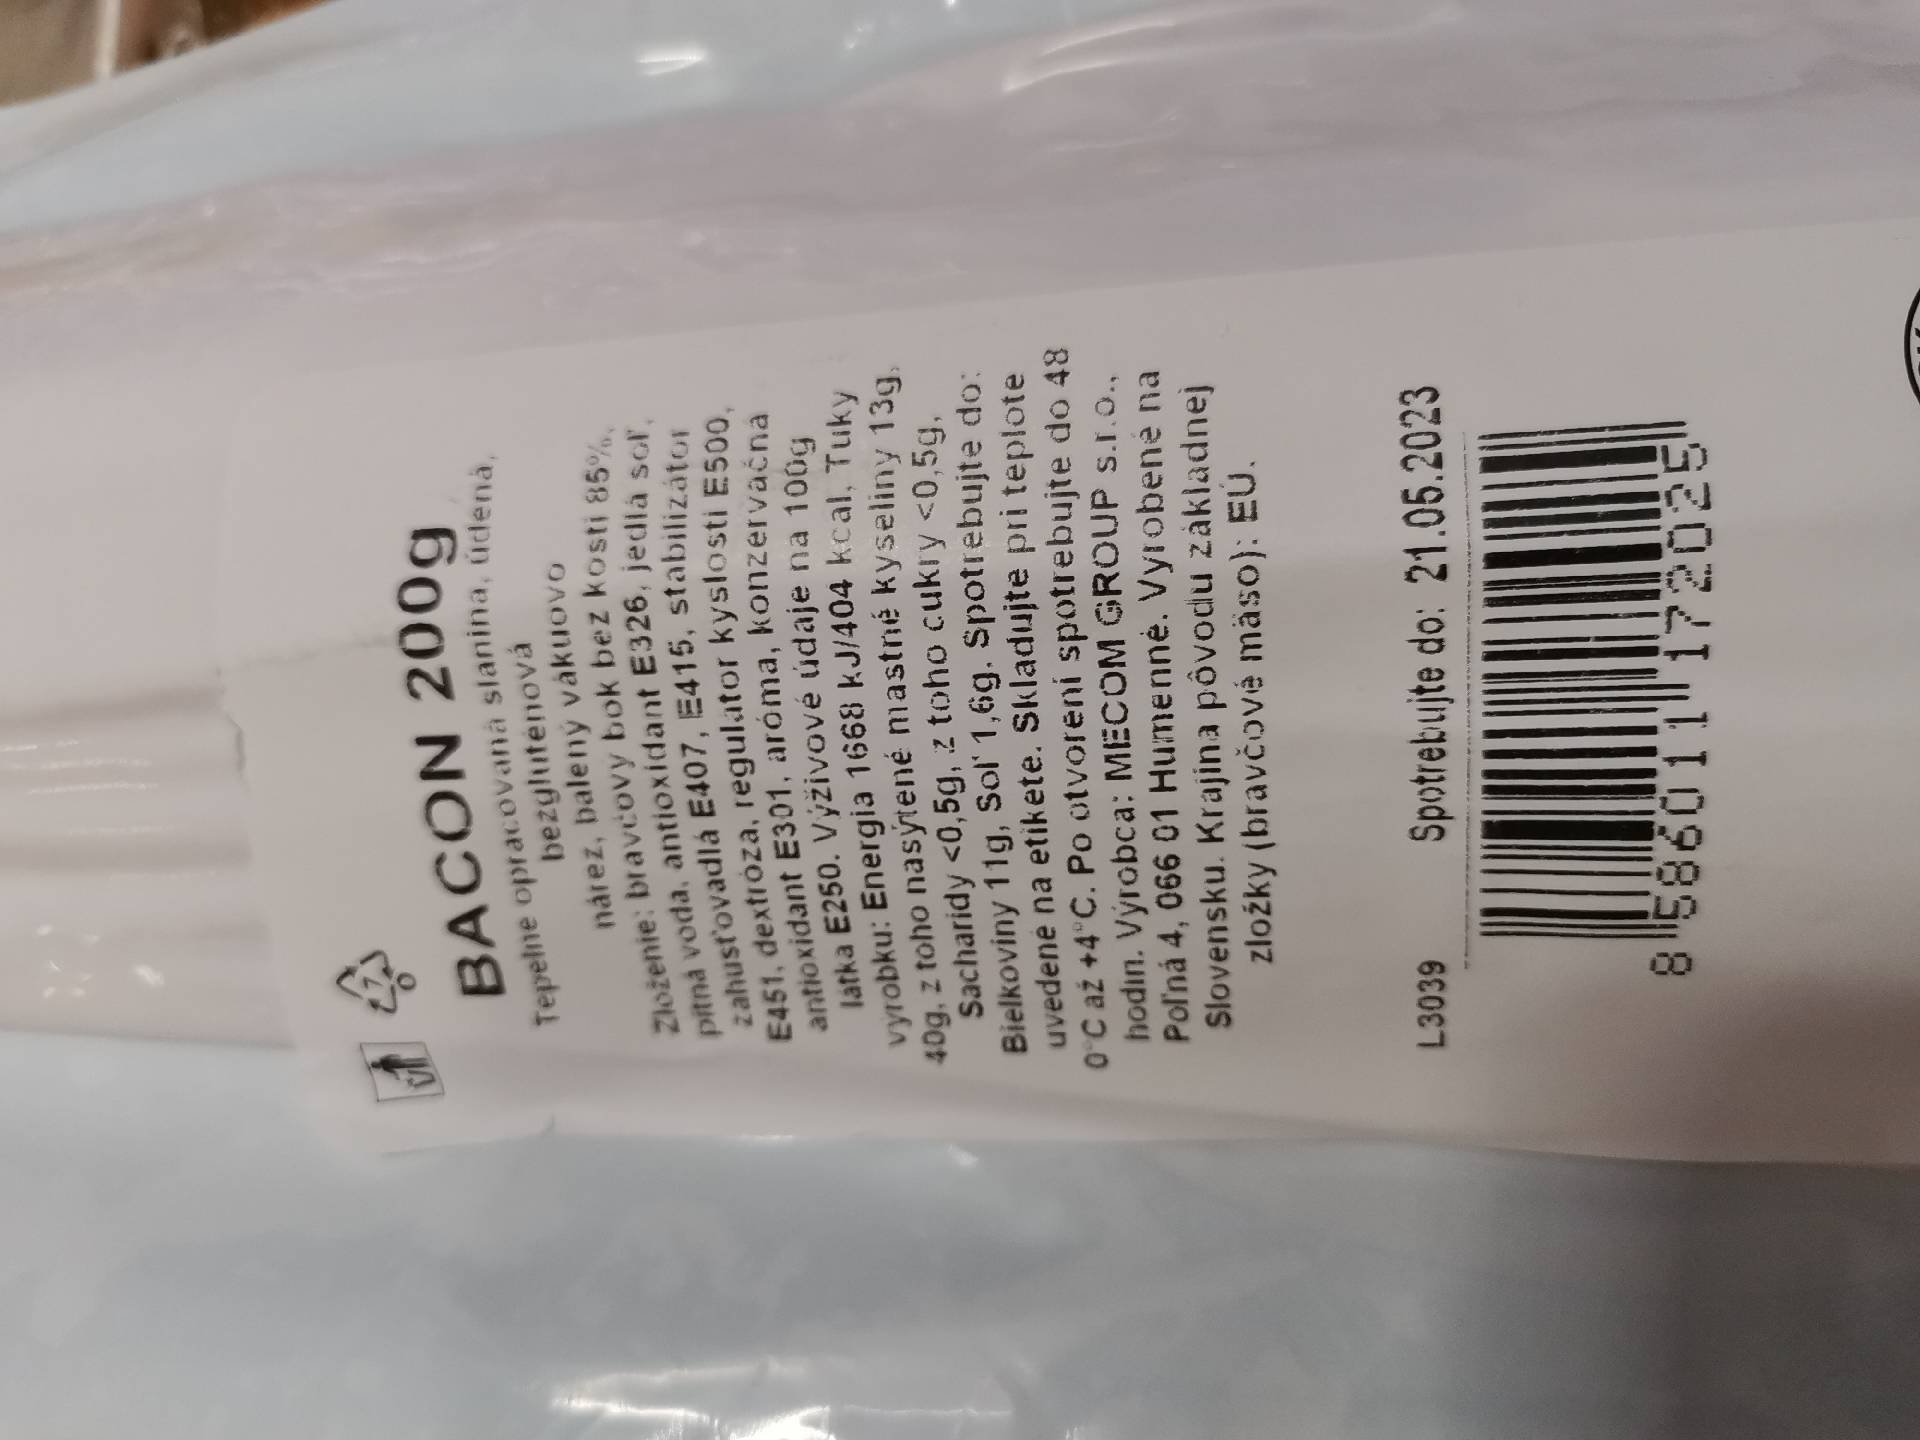 7
O
BACON 200g
Tepelne opracovaná slanina, údená,
bezgluténová
nárez, balený vákuovo
Zloženie: bravčový bok bez kosti 85%,
pitná voda, antioxidant E326, jedlá soľ,
zahusťovadlá E407, E415, stabilizátor
E451, dextróza, regulátor kyslosti E500,
antioxidant E301, aróma, konzervačná
látka E250. Výživové údaje na 100g
výrobku: Energia 1668 kJ/404 kcal, Tuky
40g, z toho nasýtené mastné kyseliny 13g,
Sacharidy <0,5g, z toho cukry <0,5g,
Bielkoviny 11g, Soľ 1,6g. Spotrebujte do:
uvedené na etikete. Skladujte pri teplote
0°C až +4°C. Po otvorení spotrebujte do 48
hodín. Výrobca: MECOM GROUP s.r.o.,
Poľná 4, 066 01 Humenné. Vyrobené na
Slovensku. Krajina pôvodu základnej
zložky (bravčové mäso): EÚ.
L3039 Spotrebujte do: 21.05.2023
8 586011 172025